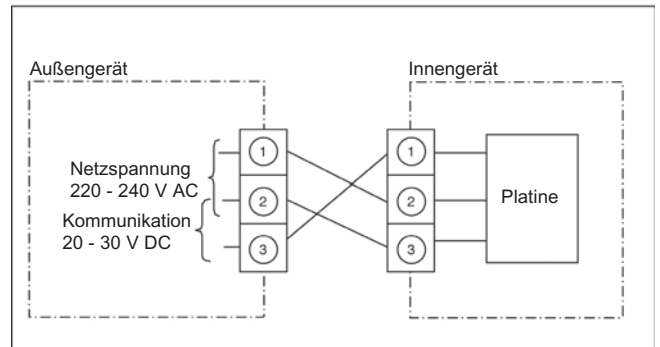 Außengerät
Innengerät
Netzspannung
220 - 240 V AC
Kommunikation
20 - 30 V DC
1
2
3
1
2
3
Platine